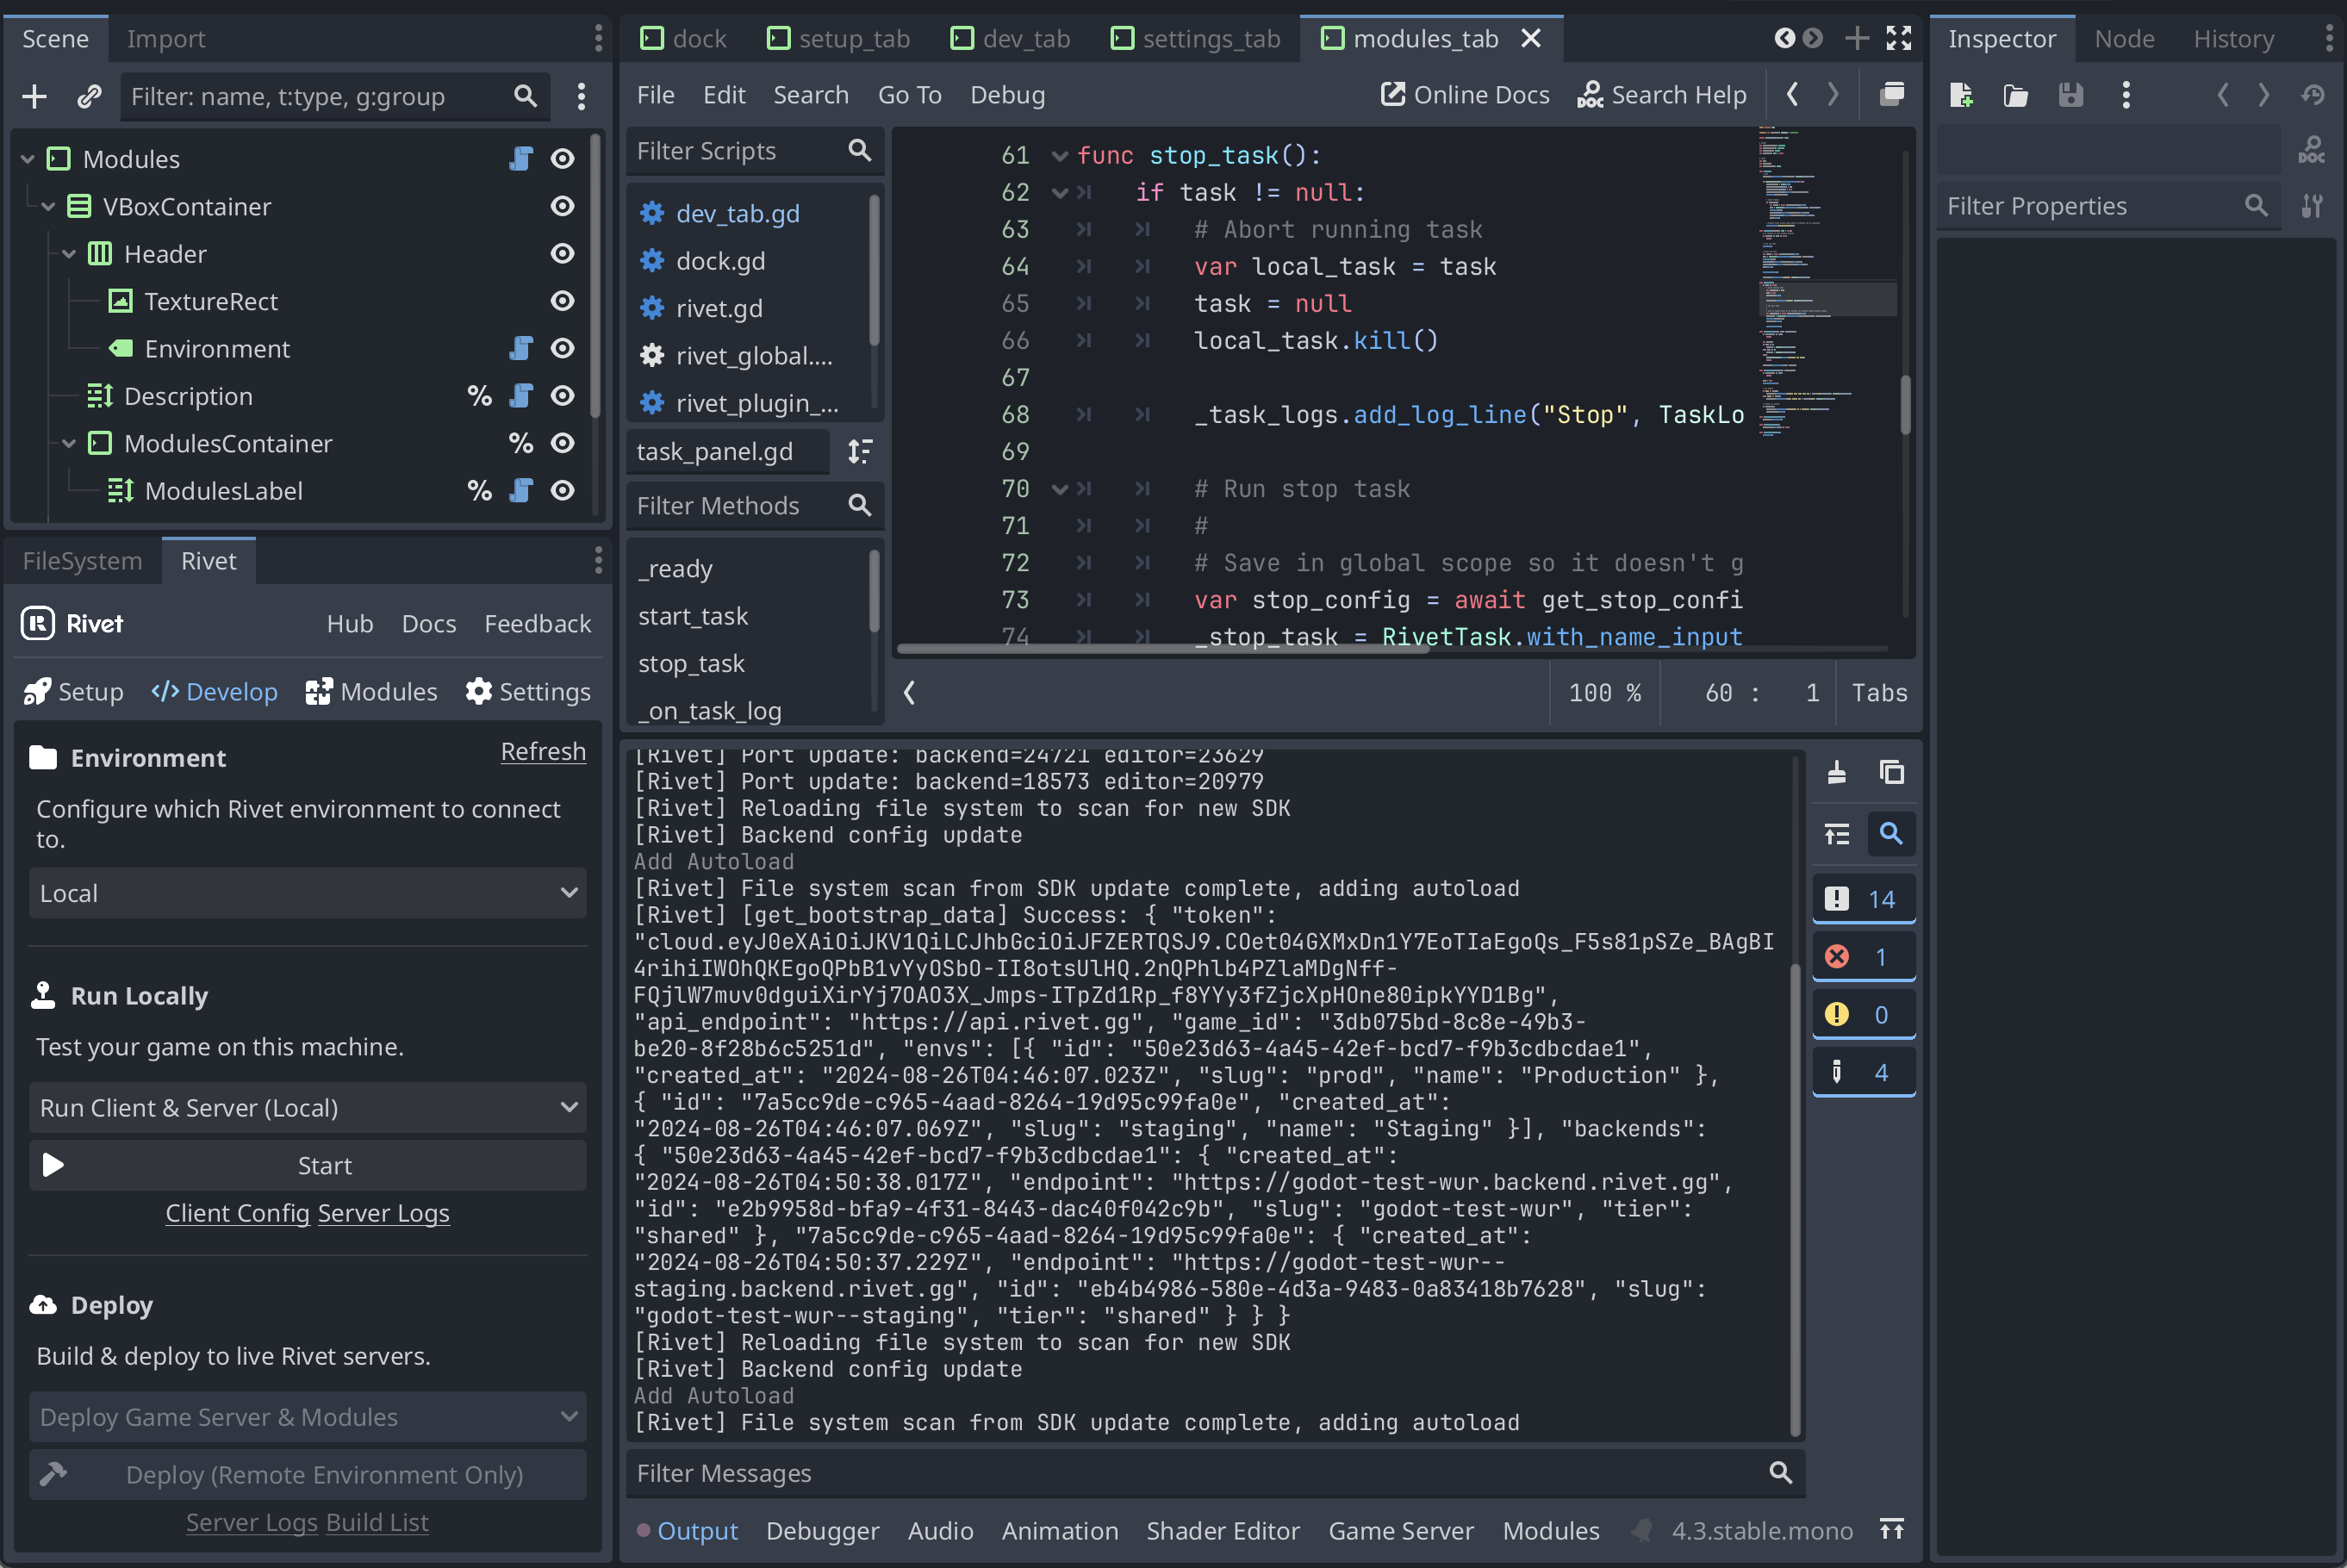 Scene
Import
Filter: name, t:type, g:group
Modules
VBoxContainer
Header
TextureRect
Environment
Description
%
ModulesContainer
%
ModulesLabel
%
FileSystem
Rivet
Rivet
Hub
Docs
Feedback
Setup
</> Develop
Modules
Settings
Environment
Refresh
Configure which Rivet environment to connect
to.
Local
Run Locally
Test your game on this machine.
Run Client & Server (Local)
Start
Client Config Server Logs
Deploy
Build & deploy to live Rivet servers.
Deploy Game Server & Modules
Deploy (Remote Environment Only)
Server Logs Build List
dock
setup_tab
dev_tab
settings_tab
modules_tab
File
Edit
Search
Go To
Debug
Online Docs
Search Help
Filter Scripts
dev_tab.gd
dock.gd
rivet.gd
rivet_global....
rivet_plugin_...
task_panel.gd
Filter Methods
_ready
start_task
stop_task
_on_task_log
61 func stop_task():
62 if task != null:
63 # Abort running task
64 var local_task = task
65 task = null
66 local_task.kill()
67
68 _task_logs.add_log_line("Stop", TaskLo
69
70 # Run stop task
71 #
72 # Save in global scope so it doesn't g
73 var stop_config = await get_stop_confi
74 _stop_task = RivetTask.with_name_input
100 %
60 : 1
Tabs
[Rivet] Port update: backend=24721 editor=23629
[Rivet] Port update: backend=18573 editor=20979
[Rivet] Reloading file system to scan for new SDK
[Rivet] Backend config update
Add Autoload
[Rivet] File system scan from SDK update complete, adding autoload
[Rivet] [get_bootstrap_data] Success: { "token":
"cloud.eyJ0eXAiOiJKV1QiLCJhbGciOiJFZERTQSJ9.COet04GXMxDn1Y7EoTIaEgoQs_F5s81pSZe_BAgBI
4rihiIWOhQKEgoQPbB1vYyOSbO-II8otsUlHQ.2nQPhlb4PZlaMDgNff-
FQjlW7muv0dguiXirYj7OAO3X_Jmps-ITpZd1Rp_f8YYy3fZjcXpHOne80ipkYYD1Bg",
"api_endpoint": "https://api.rivet.gg", "game_id": "3db075bd-8c8e-49b3-
be20-8f28b6c5251d", "envs": [{ "id": "50e23d63-4a45-42ef-bcd7-f9b3cdbcdae1",
"created_at": "2024-08-26T04:46:07.023Z", "slug": "prod", "name": "Production" },
{ "id": "7a5cc9de-c965-4aad-8264-19d95c99fa0e", "created_at":
"2024-08-26T04:46:07.069Z", "slug": "staging", "name": "Staging" }], "backends":
{ "50e23d63-4a45-42ef-bcd7-f9b3cdbcdae1": { "created_at":
"2024-08-26T04:50:38.017Z", "endpoint": "https://godot-test-wur.backend.rivet.gg",
"id": "e2b9958d-bfa9-4f31-8443-dac40f042c9b", "slug": "godot-test-wur", "tier":
"shared" }, "7a5cc9de-c965-4aad-8264-19d95c99fa0e": { "created_at":
"2024-08-26T04:50:37.229Z", "endpoint": "https://godot-test-wur--
staging.backend.rivet.gg", "id": "eb4b4986-580e-4d3a-9483-0a83418b7628", "slug":
"godot-test-wur--staging", "tier": "shared" } } }
[Rivet] Reloading file system to scan for new SDK
[Rivet] Backend config update
Add Autoload
[Rivet] File system scan from SDK update complete, adding autoload
14
1
0
4
Filter Messages
Output
Debugger
Audio
Animation
Shader Editor
Game Server
Modules
4.3.stable.mono
Inspector
Node
History
DOC
Filter Properties